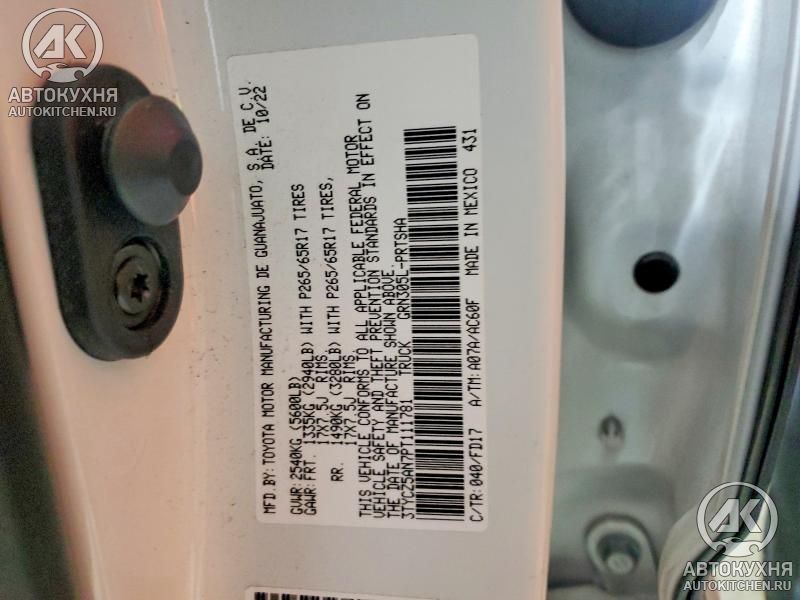 MFD.BY:TOYOTA MOTOR MANUFACTURING DE GUANAJUATO, S.A. DE C.V.
DATE: 10/22
GVWR:2540KG (5600LB)
GAWR:FRT. 1335KG (2940LB) WITH P265/65R17 TIRES
17X7.5J RIMS,
RR. 1490KG (3280LB) WITH P265/65R17 TIRES,
17X7.5J RIMS,
THIS VEHICLE CONFORMS TO ALL APPLICABLE FEDERAL MOTOR
VEHICLE SAFETY AND THEFT PREVENTION STANDARDS IN EFFECT ON
THE DATE OF MANUFACTURE SHOWN ABOVE.
3TYCZ5AN7PT111781 TRUCK GRN305L-PRTSHA
C/TR:040/FD17 A/TM:A07A/AC60F MADE IN MEXICO 431
АК
АВТОКУХНЯ
AUTOKITCHEN.RU
АК
АВТОКУХНЯ
AUTOKITCHEN.RU